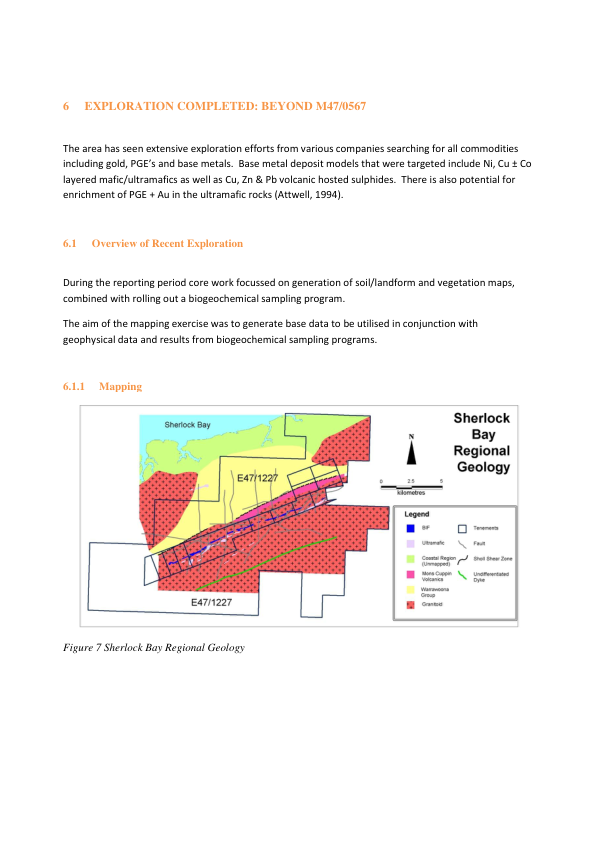 6 EXPLORATION COMPLETED: BEYOND M47/0567
The area has seen extensive exploration efforts from various companies searching for all commodities
including gold, PGE's and base metals. Base metal deposit models that were targeted include Ni, Cu ± Co
layered mafic/ultramafics as well as Cu, Zn & Pb volcanic hosted sulphides. There is also potential for
enrichment of PGE + Au in the ultramafic rocks (Attwell, 1994).
6.1 Overview of Recent Exploration
During the reporting period core work focussed on generation of soil/landform and vegetation maps,
combined with rolling out a biogeochemical sampling program.
The aim of the mapping exercise was to generate base data to be utilised in conjunction with
geophysical data and results from biogeochemical sampling programs.
6.1.1 Mapping
Sherlock Bay
E47/1227
E47/1227
Sherlock
Bay
Regional
Geology
N
0 2.5 5
kilometres
Legend
BIF
Ultramafic
Coastal Region
(Unmapped)
Mons Cuppin
Volcanics
Warrawoona
Group
Granitoid
Tenements
Fault
Sholl Shear Zone
Undifferentiated
Dyke
Figure 7 Sherlock Bay Regional Geology